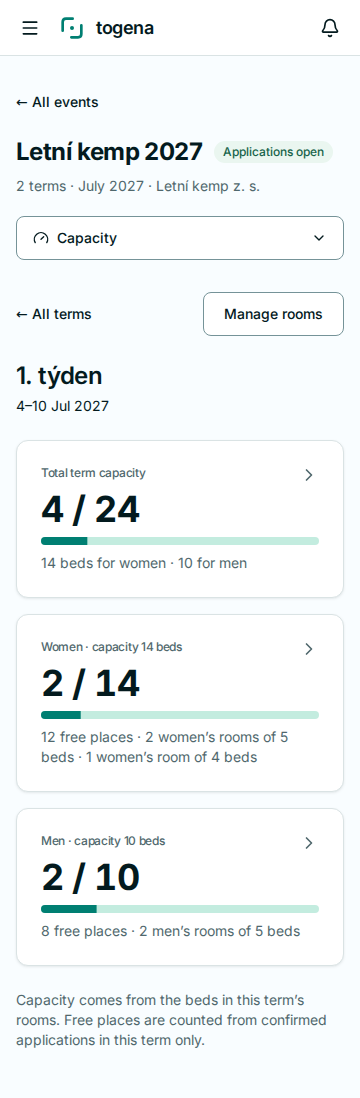 togena
← All events
Letní kemp 2027 Applications open
2 terms · July 2027 · Letní kemp z. s.
Capacity
← All terms Manage rooms
1. týden
4–10 Jul 2027
Total term capacity
4 / 24
14 beds for women · 10 for men
Women · capacity 14 beds
2 / 14
12 free places · 2 women’s rooms of 5
beds · 1 women’s room of 4 beds
Men · capacity 10 beds
2 / 10
8 free places · 2 men’s rooms of 5 beds
Capacity comes from the beds in this term’s
rooms. Free places are counted from confirmed
applications in this term only.